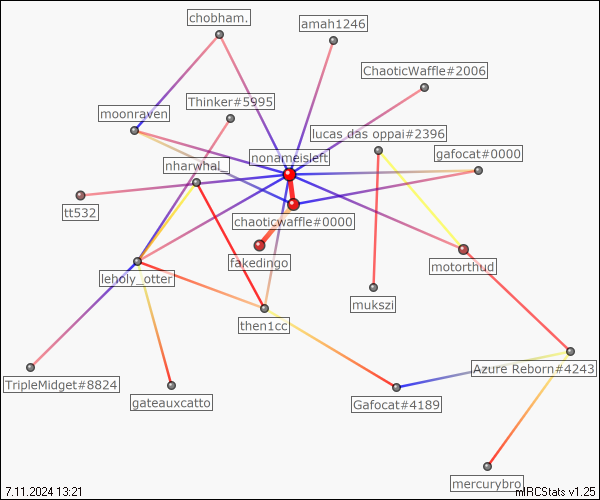 chobham.
amah1246
ChaoticWaffle#2006
Thinker#5995
moonraven
lucas_das oppai#2396
gafocat#0000
nonameisleft
nharwhal_
tt532
chaoticwaffle#0000
fakedingo
motorthud
leholy_otter
mukszi
then1cc
TripleMidget#8824
Azure Reborn#4243
gateauxcatto
Gafocat#4189
mercurybro
7.11.2024 13:21
mIRCStats v1.25